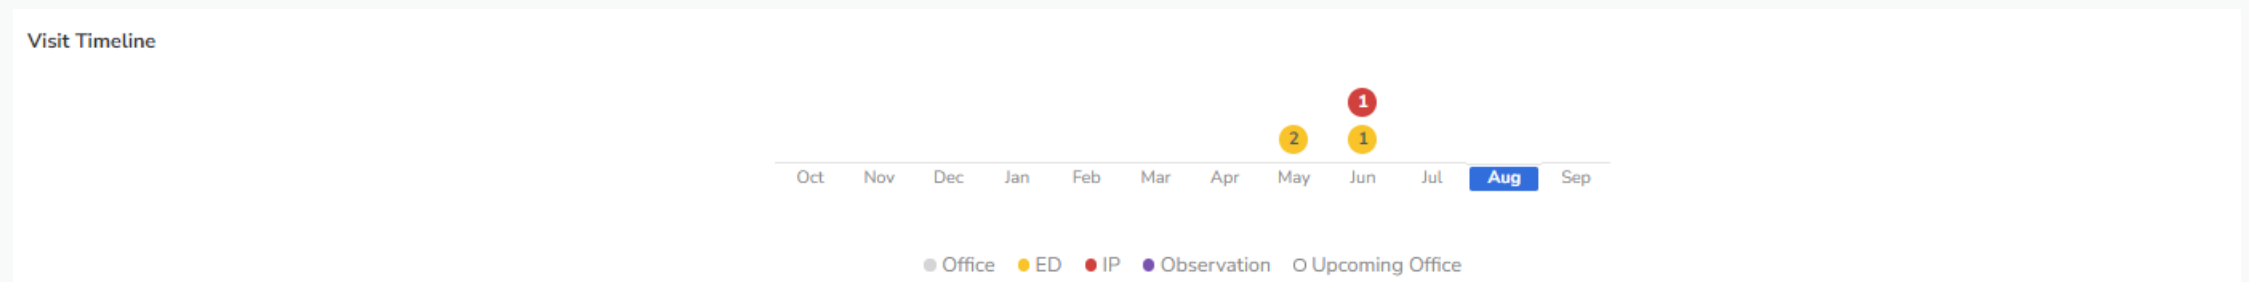 Visit Timeline
1
2 1
Oct Nov Dec Jan Feb Mar Apr May Jun Jul Aug Sep
Office ED IP Observation Upcoming Office